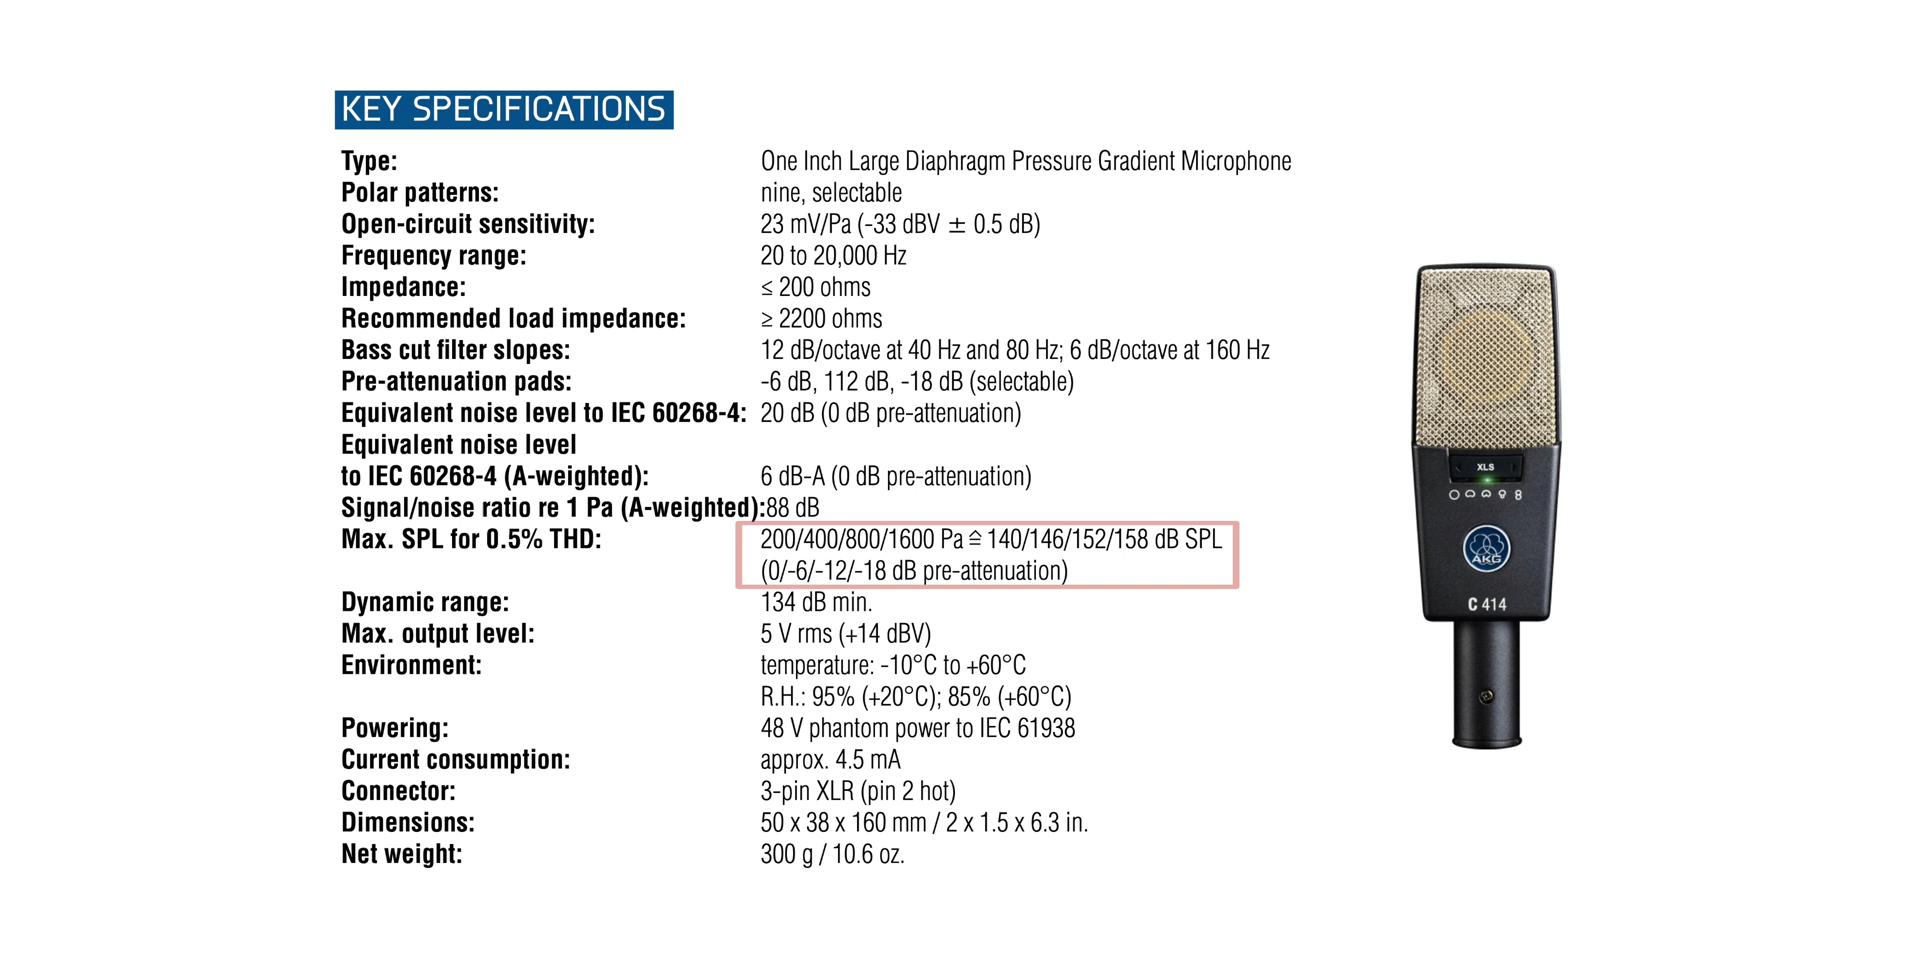 KEY SPECIFICATIONS
Type: One Inch Large Diaphragm Pressure Gradient Microphone
Polar patterns: nine, selectable
Open-circuit sensitivity: 23 mV/Pa (-33 dBV ± 0.5 dB)
Frequency range: 20 to 20,000 Hz
Impedance: ≤ 200 ohms
Recommended load impedance: ≥ 2200 ohms
Bass cut filter slopes: 12 dB/octave at 40 Hz and 80 Hz; 6 dB/octave at 160 Hz
Pre-attenuation pads: -6 dB, 112 dB, -18 dB (selectable)
Equivalent noise level to IEC 60268-4: 20 dB (0 dB pre-attenuation)
Equivalent noise level
to IEC 60268-4 (A-weighted): 6 dB-A (0 dB pre-attenuation)
Signal/noise ratio re 1 Pa (A-weighted): 88 dB
Max. SPL for 0.5% THD: 200/400/800/1600 Pa ≙ 140/146/152/158 dB SPL
(0/-6/-12/-18 dB pre-attenuation)
Dynamic range: 134 dB min.
Max. output level: 5 V rms (+14 dBV)
Environment: temperature: -10°C to +60°C
R.H.: 95% (+20°C); 85% (+60°C)
Powering: 48 V phantom power to IEC 61938
Current consumption: approx. 4.5 mA
Connector: 3-pin XLR (pin 2 hot)
Dimensions: 50 x 38 x 160 mm / 2 x 1.5 x 6.3 in.
Net weight: 300 g / 10.6 oz.
XLS
AKG
C 414